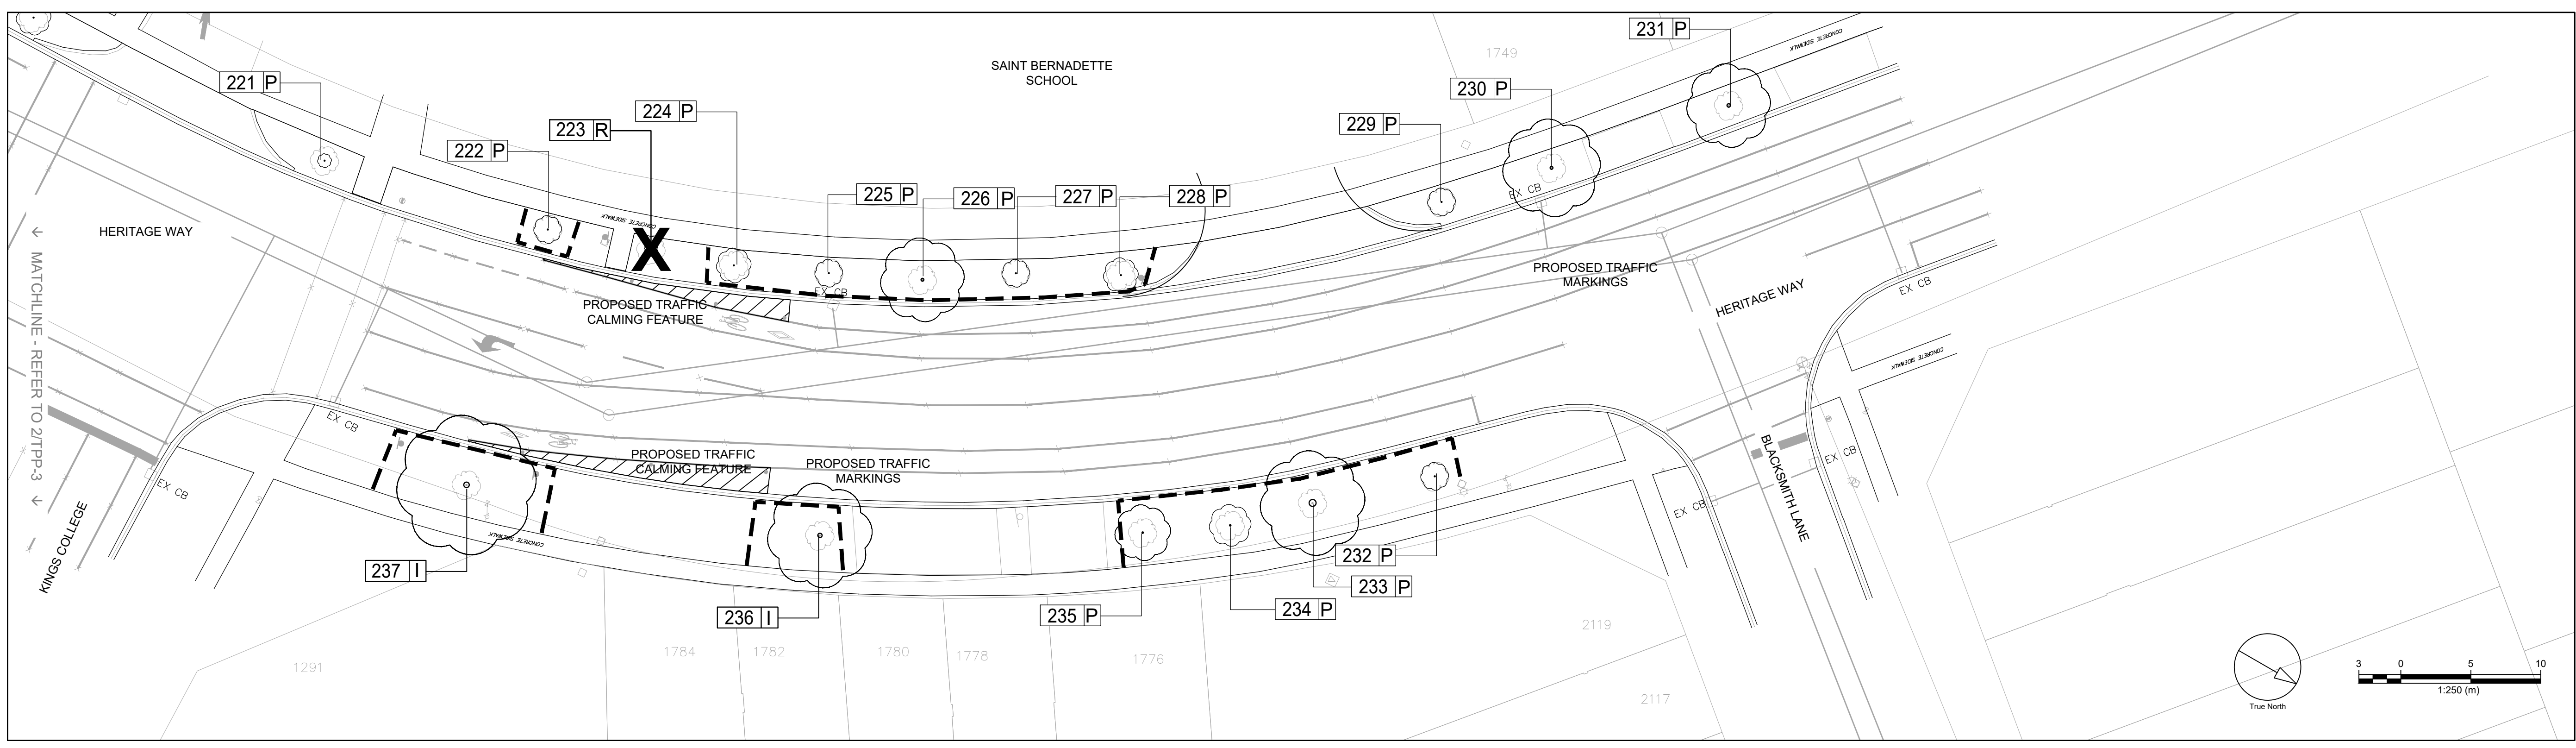 231 P
1749
CONCRETE SIDEWALK
SAINT BERNADETTE
SCHOOL
221 P
230 P
224 P
229 P
223 R
222 P
225 P
226 P
227 P
228 P
EX CB
CONCRETE SIDEWALK
HERITAGE WAY
← MATCHLINE - REFER TO 2/TPP-3 ←
PROPOSED TRAFFIC
MARKINGS
EX CB
HERITAGE WAY
EX CB
PROPOSED TRAFFIC
CALMING FEATURE
CONCRETE SIDEWALK
EX CB
PROPOSED TRAFFIC
CALMING FEATURE
PROPOSED TRAFFIC
MARKINGS
EX CB
EX CB
EX CB
BLACKSMITH LANE
KINGS COLLEGE
CONCRETE SIDEWALK
232 P
237 I
233 P
234 P
235 P
236 I
2119
1291
1784
1782
1780
1778
1776
2117
True North
3 0 5 10
1:250 (m)